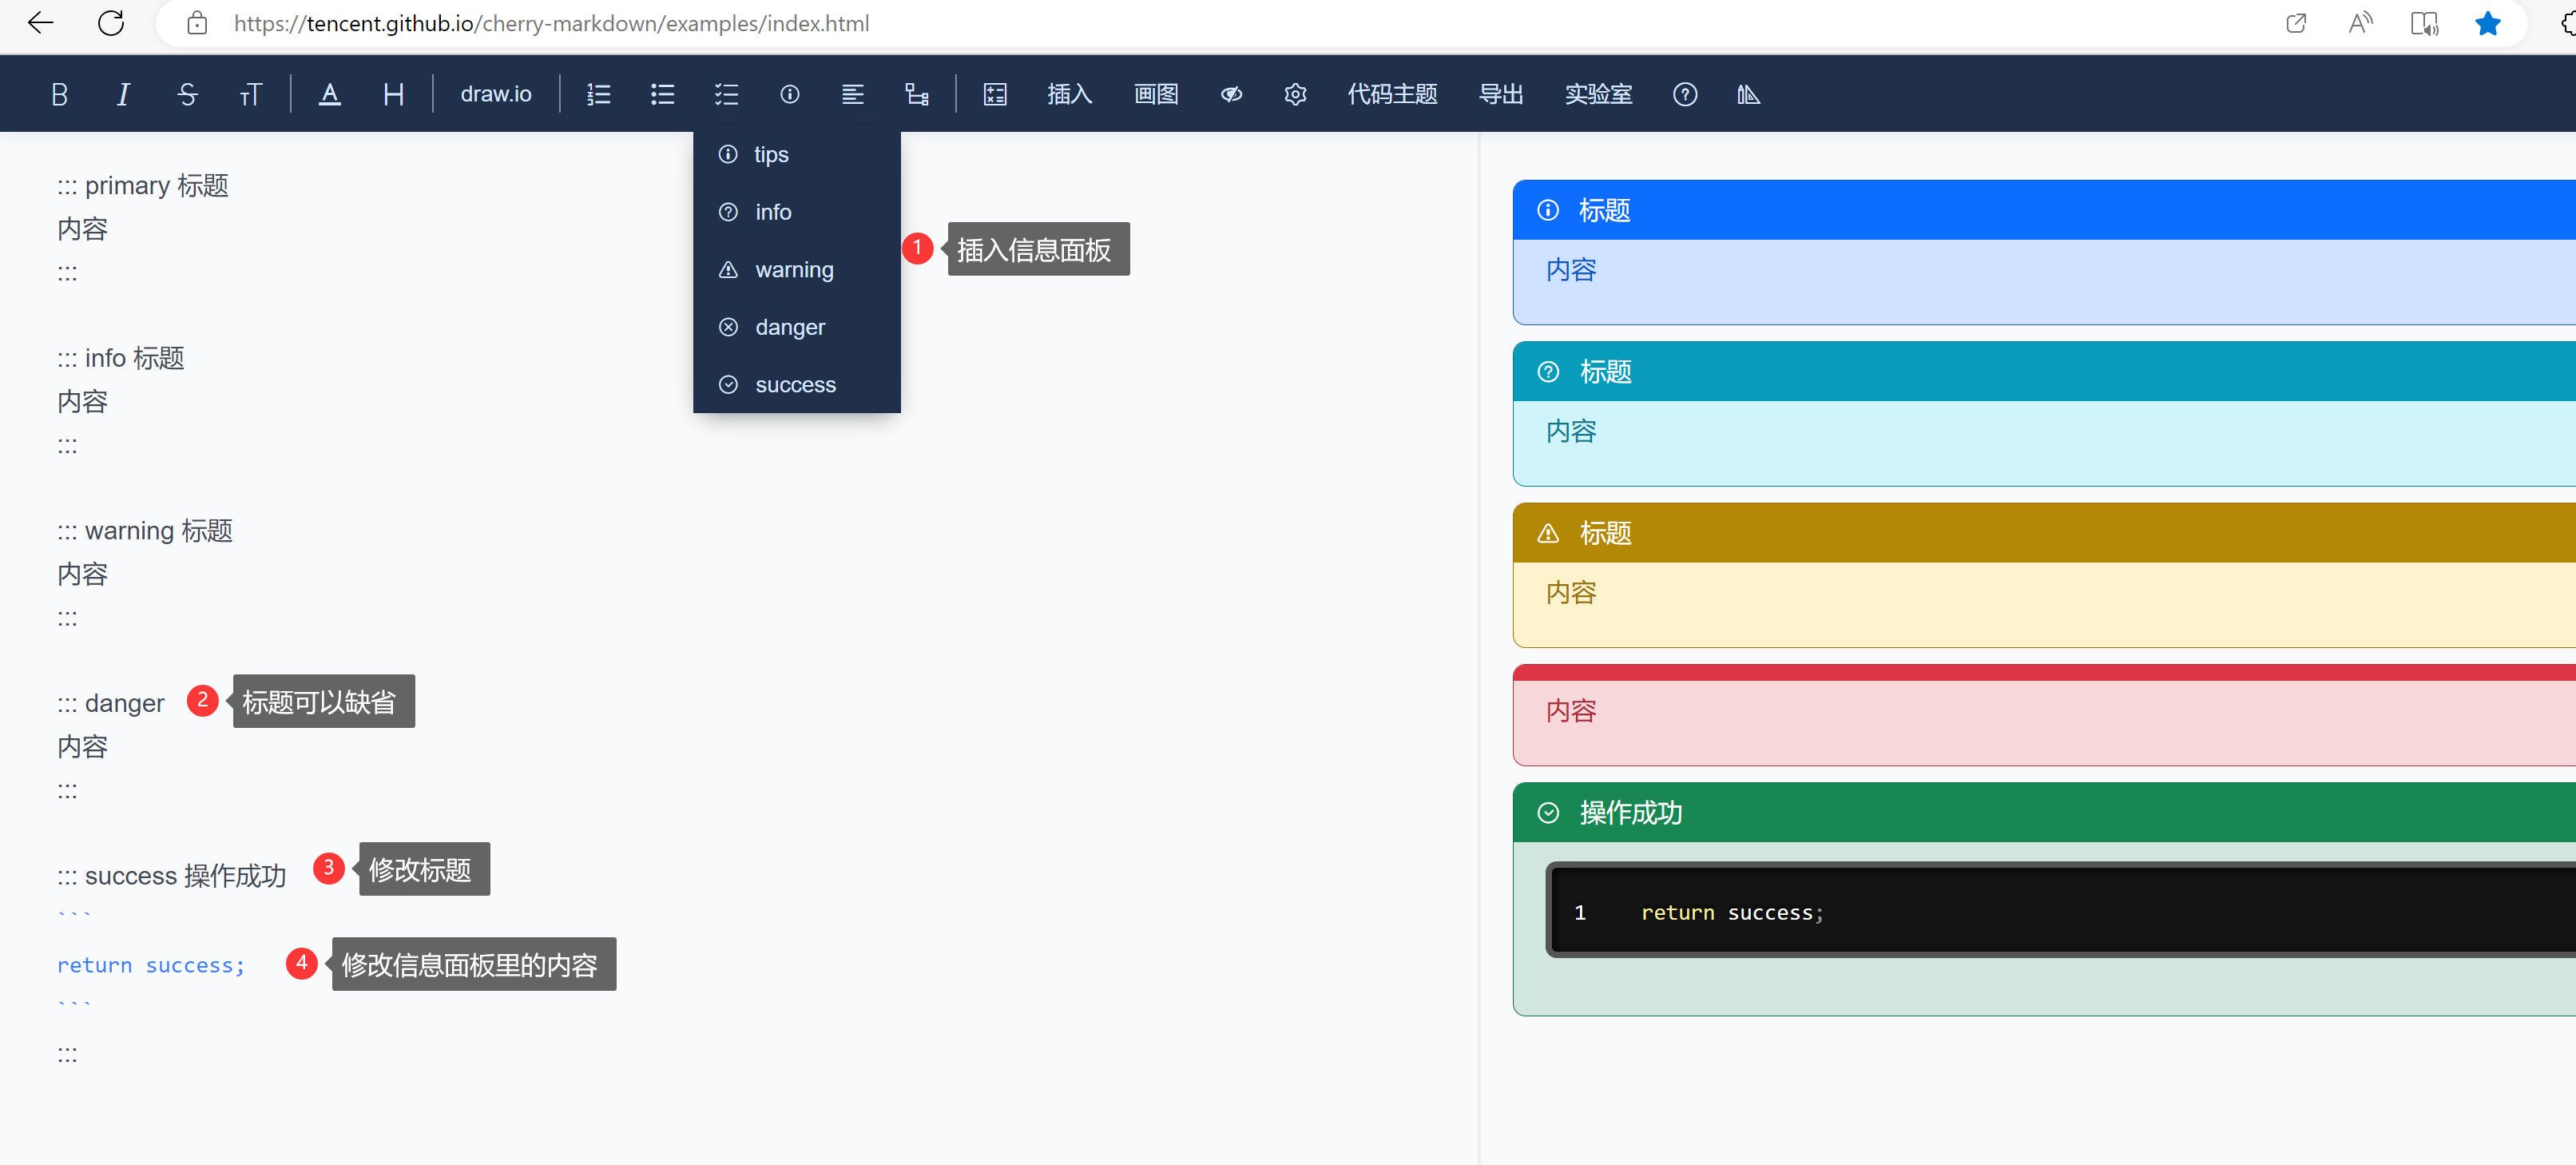 https://tencent.github.io/cherry-markdown/examples/index.html
draw.io 插入 画图 代码主题 导出 实验室
tips
info
warning
danger
success
1 插入信息面板
::: primary 标题
内容
:::
::: info 标题
内容
:::
::: warning 标题
内容
:::
::: danger 2 标题可以缺省
内容
:::
::: success 操作成功 3 修改标题
```
return success; 4 修改信息面板里的内容
```
:::
标题
内容
标题
内容
标题
内容
内容
操作成功
1 return success;